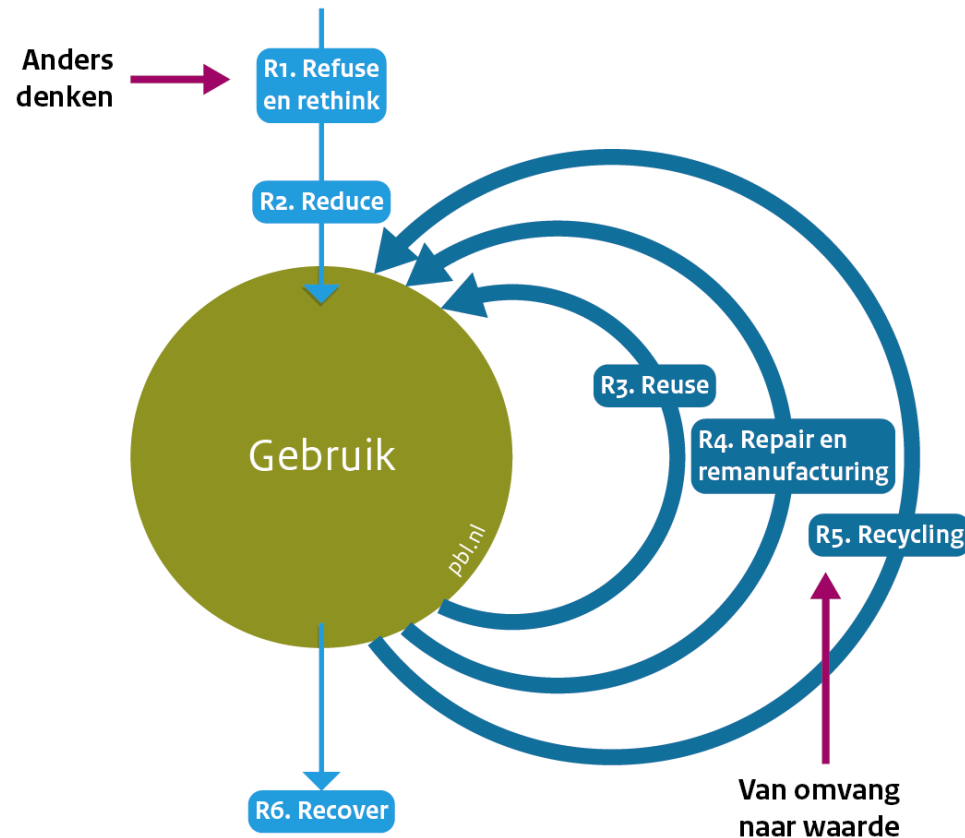 Anders
denken
R1. Refuse
en rethink
R2. Reduce
R3. Reuse
Gebruik
R4. Repair en
remanufacturing
R5. Recycling
pbl.nl
R6. Recover
Van omvang
naar waarde